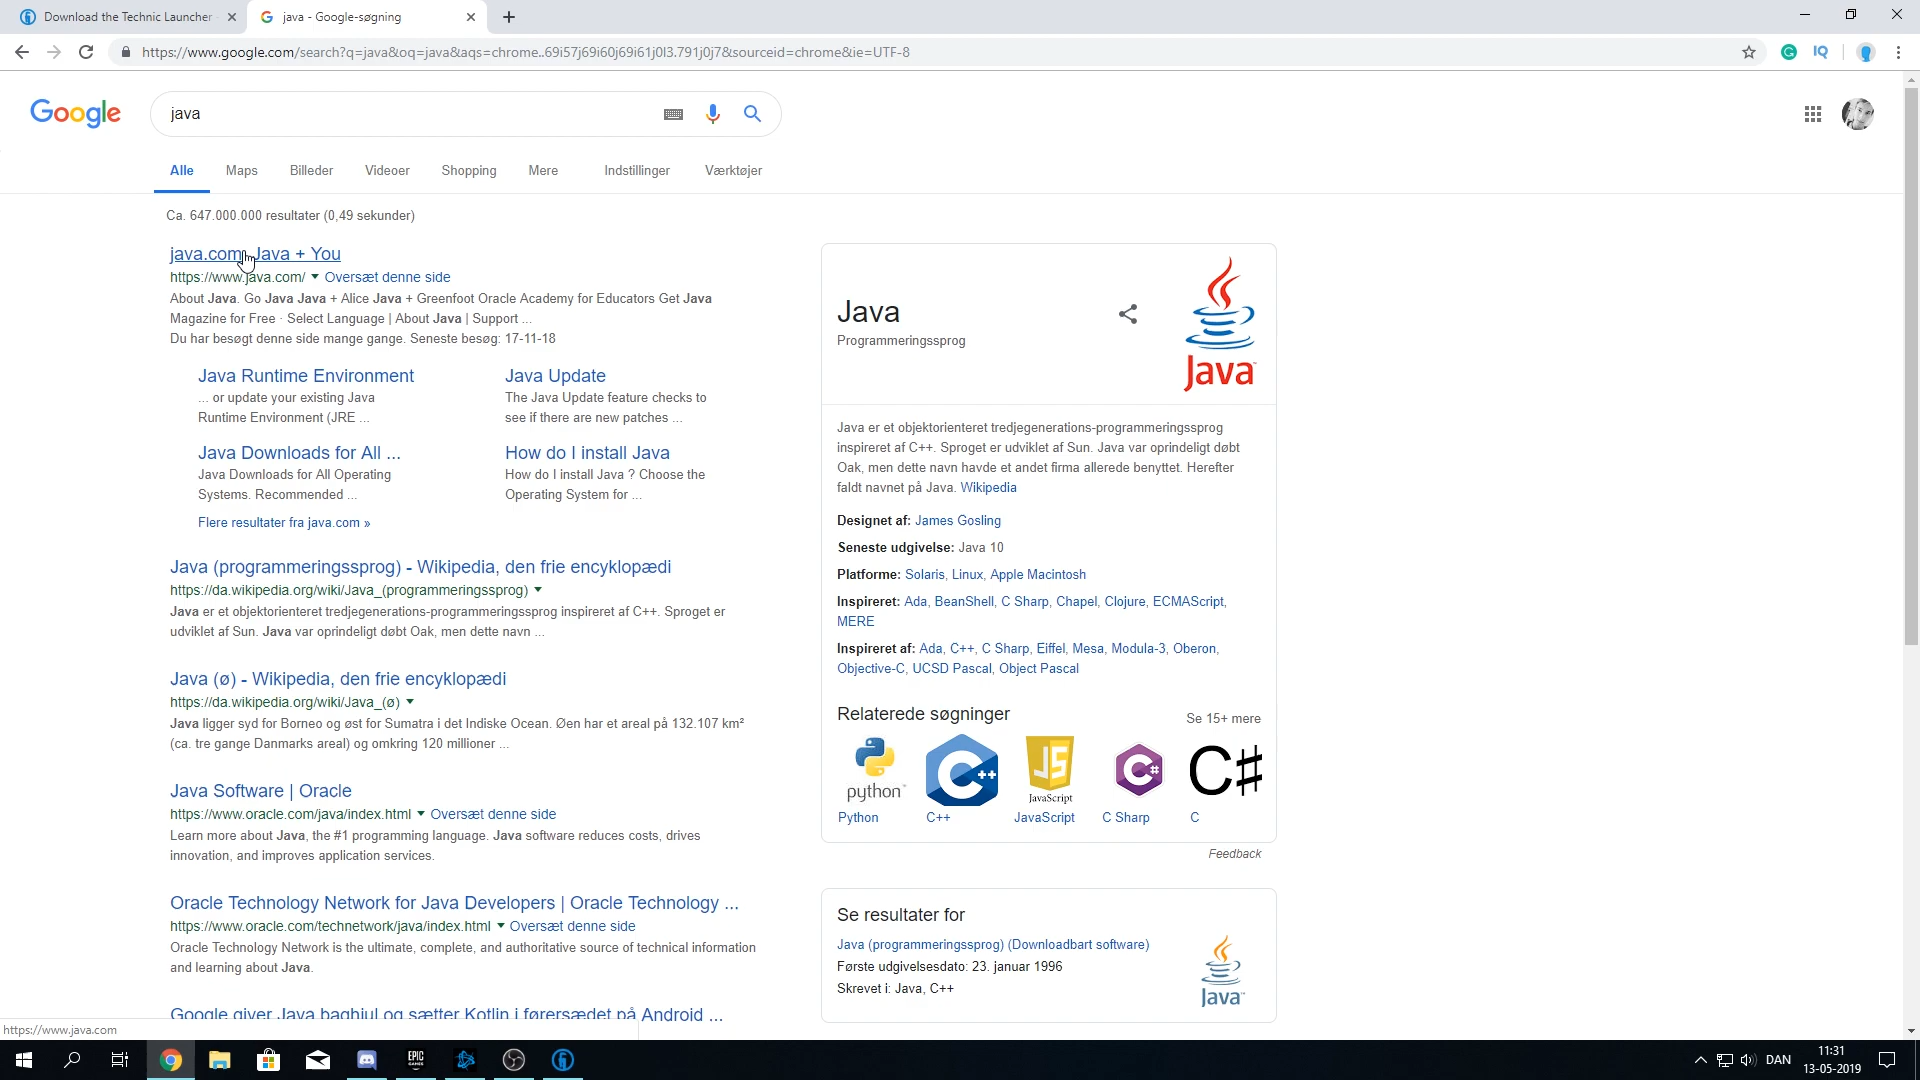 Download the Technic Launcher
java - Google-søgning
https://www.google.com/search?q=java&oq=java&aqs=chrome..69i57j69i60j69i61j0l3.791j0j7&sourceid=chrome&ie=UTF-8
IQ
Google
java
Alle Maps Billeder Videoer Shopping Mere Indstillinger Værktøjer
Ca. 647.000.000 resultater (0,49 sekunder)
java.com: Java + You
https://www.java.com/ Oversæt denne side
About Java. Go Java Java + Alice Java + Greenfoot Oracle Academy for Educators Get Java
Magazine for Free · Select Language | About Java | Support ...
Du har besøgt denne side mange gange. Seneste besøg: 17-11-18
Java Runtime Environment
... or update your existing Java
Runtime Environment (JRE ...
Java Update
The Java Update feature checks to
see if there are new patches ...
Java Downloads for All ...
Java Downloads for All Operating
Systems. Recommended ...
How do I install Java
How do I install Java ? Choose the
Operating System for ...
Flere resultater fra java.com »
Java (programmeringssprog) - Wikipedia, den frie encyklopædi
https://da.wikipedia.org/wiki/Java_(programmeringssprog)
Java er et objektorienteret tredjegenerations-programmeringssprog inspireret af C++. Sproget er
udviklet af Sun. Java var oprindeligt døbt Oak, men dette navn ...
Java (ø) - Wikipedia, den frie encyklopædi
https://da.wikipedia.org/wiki/Java_(ø)
Java ligger syd for Borneo og øst for Sumatra i det Indiske Ocean. Øen har et areal på 132.107 km²
(ca. tre gange Danmarks areal) og omkring 120 millioner ...
Java Software | Oracle
https://www.oracle.com/java/index.html Oversæt denne side
Learn more about Java, the #1 programming language. Java software reduces costs, drives
innovation, and improves application services.
Oracle Technology Network for Java Developers | Oracle Technology ...
https://www.oracle.com/technetwork/java/index.html Oversæt denne side
Oracle Technology Network is the ultimate, complete, and authoritative source of technical information
and learning about Java.
Google giver Java baghjul og sætter Kotlin i førersædet på Android ...
Java
Programmeringssprog
Java
Java er et objektorienteret tredjegenerations-programmeringssprog
inspireret af C++. Sproget er udviklet af Sun. Java var oprindeligt døbt
Oak, men dette navn havde et andet firma allerede benyttet. Herefter
faldt navnet på Java. Wikipedia
Designet af: James Gosling
Seneste udgivelse: Java 10
Platforme: Solaris, Linux, Apple Macintosh
Inspireret: Ada, BeanShell, C Sharp, Chapel, Clojure, ECMAScript,
MERE
Inspireret af: Ada, C++, C Sharp, Eiffel, Mesa, Modula-3, Oberon,
Objective-C, UCSD Pascal, Object Pascal
Relaterede søgninger
Se 15+ mere
python
C++
JS
JavaScript
C#
C#
Python
C++
JavaScript
C Sharp
C
Feedback
Se resultater for
Java (programmeringssprog) (Downloadbart software)
Første udgivelsesdato: 23. januar 1996
Skrevet i: Java, C++
Java
https://www.java.com
EPIC
GAMES
DAN
11:31
13-05-2019